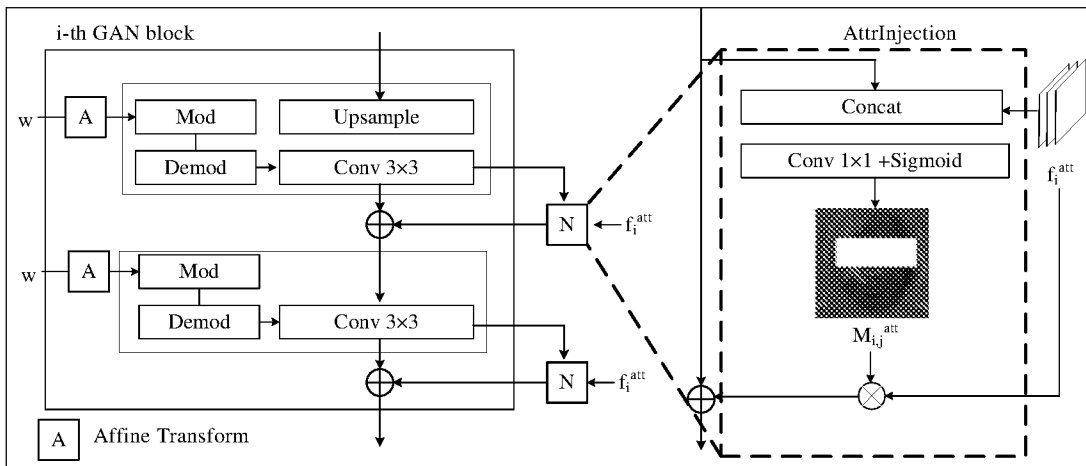 i-th GAN block
AttrInjection
w
A
Mod
Upsample
Demod
Conv 3×3
N
f_i^att
w
A
Mod
Demod
Conv 3×3
N
f_i^att
A
Affine Transform
Concat
Conv 1×1 +Sigmoid
f_i^att
M_i,j^att